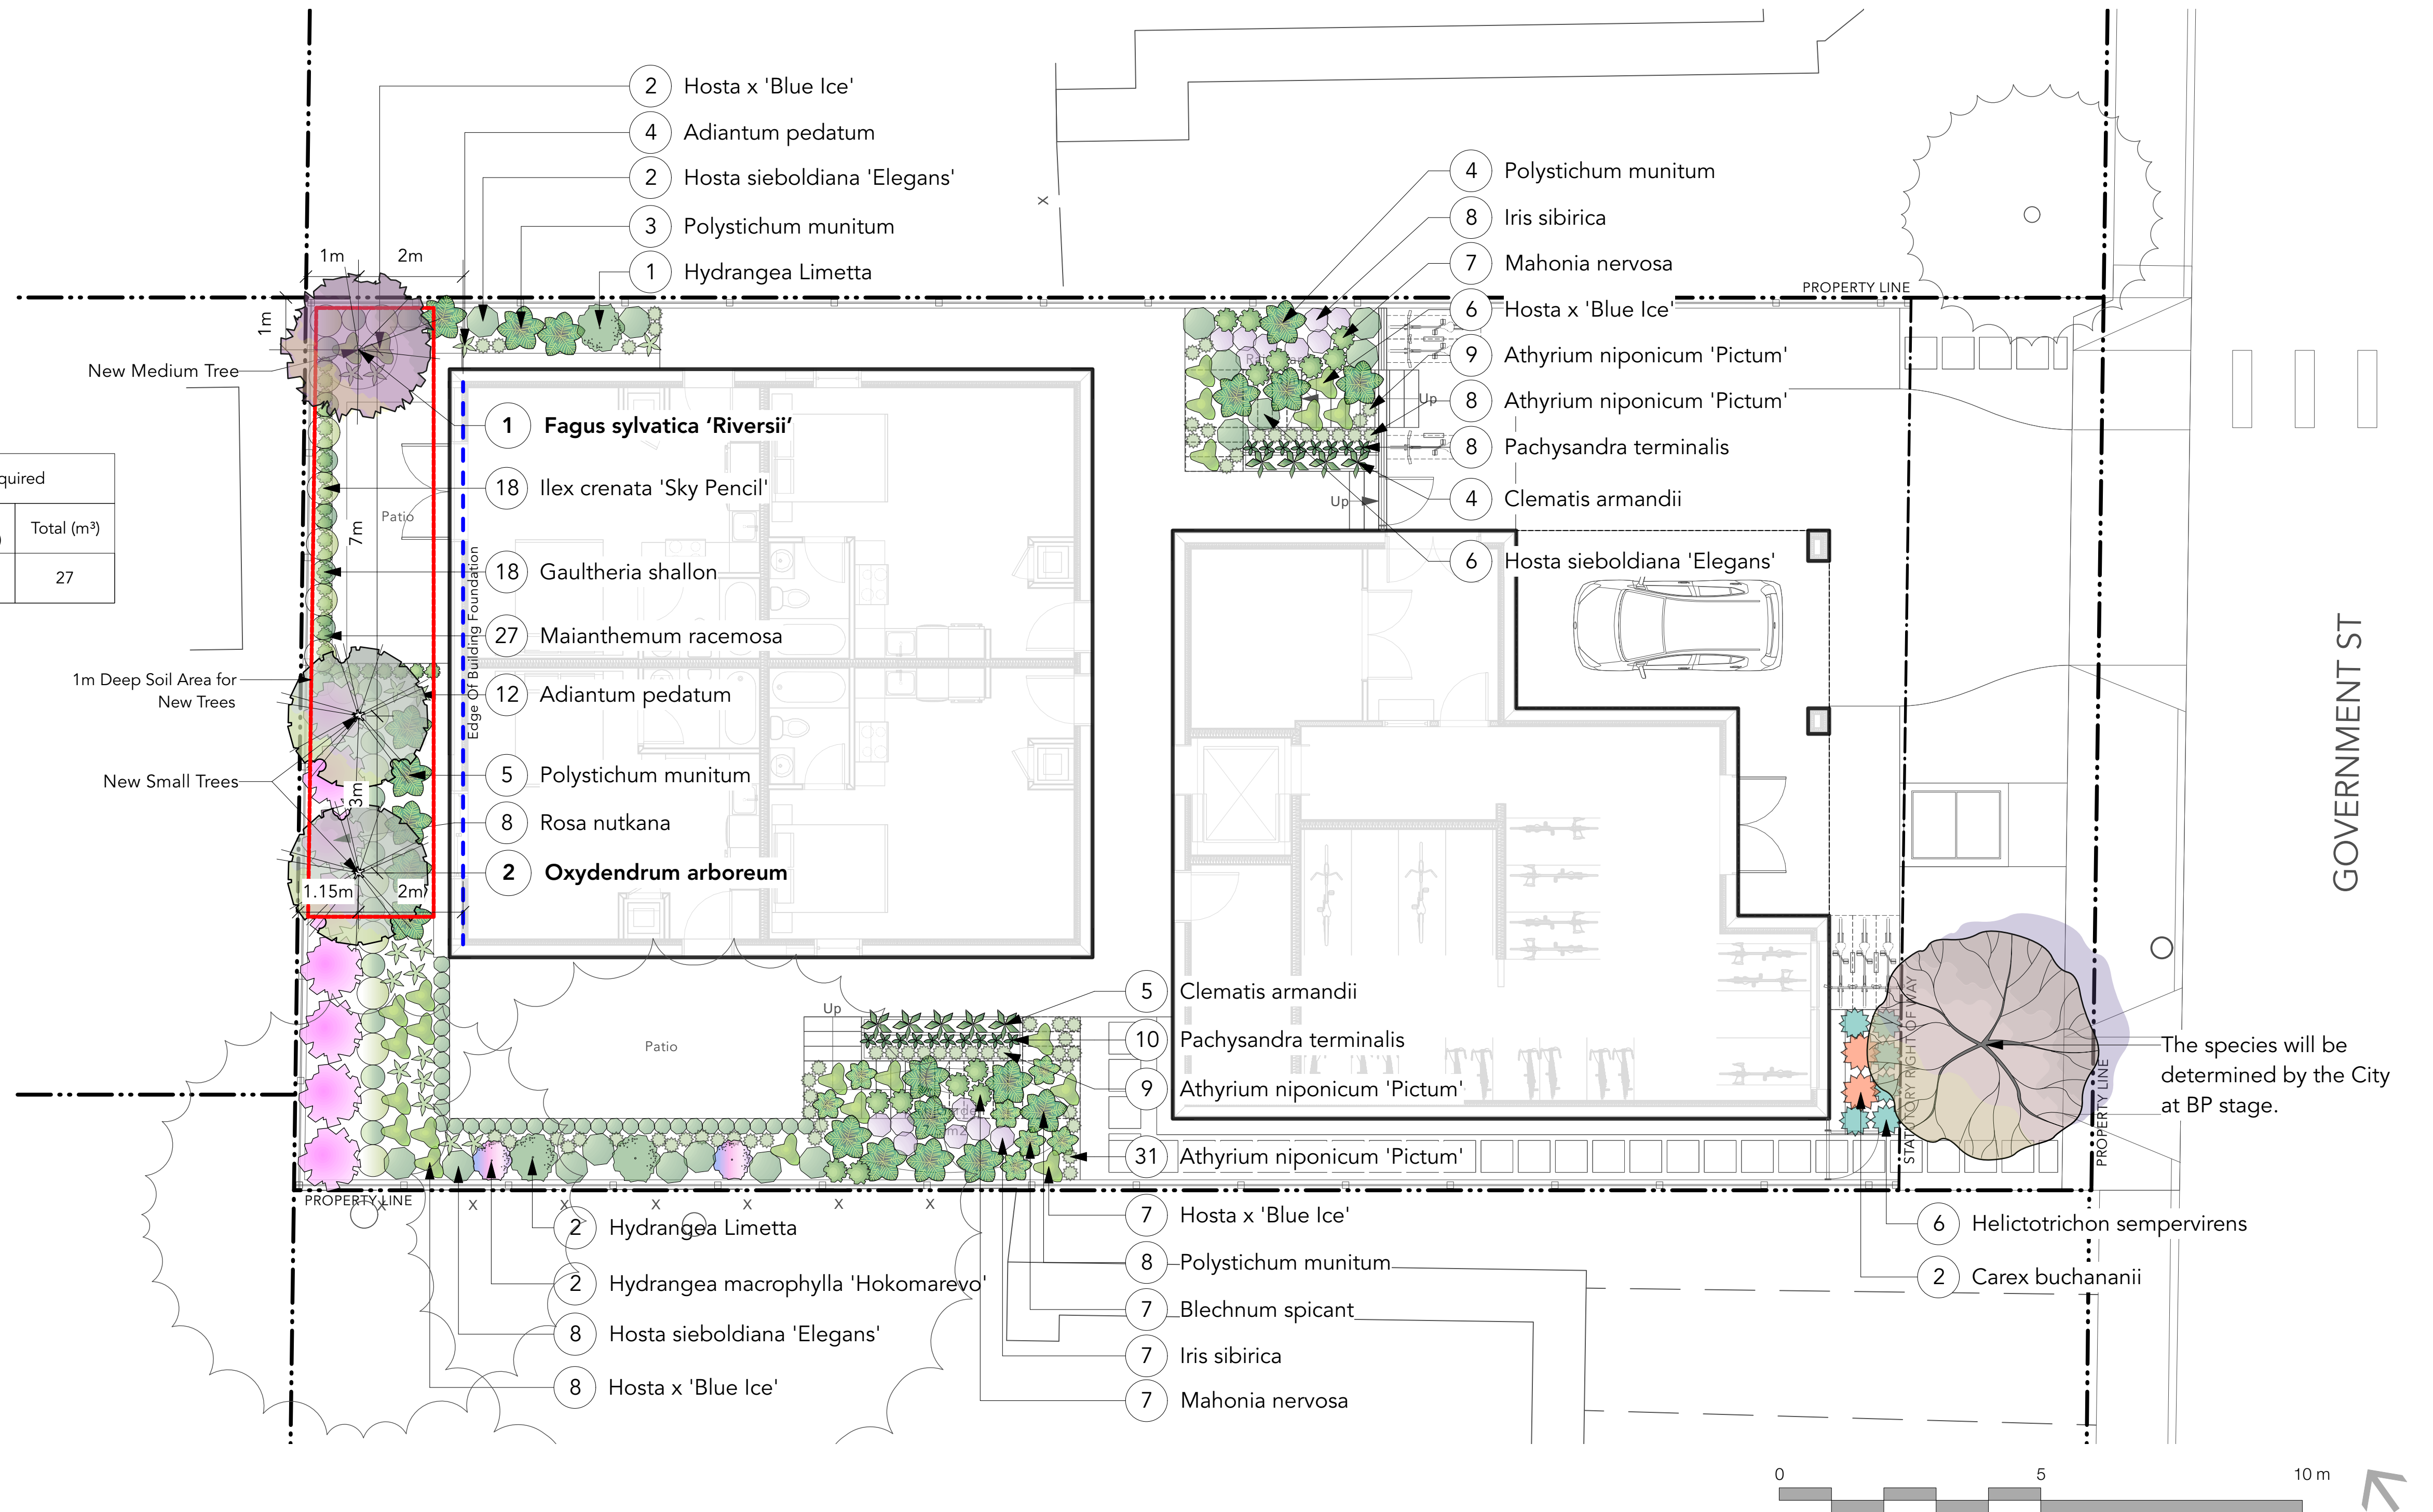 2 Hosta x 'Blue Ice'
4 Adiantum pedatum
2 Hosta sieboldiana 'Elegans'
3 Polystichum munitum
1 Hydrangea Limetta
4 Polystichum munitum
8 Iris sibirica
7 Mahonia nervosa
6 Hosta x 'Blue Ice'
9 Athyrium niponicum 'Pictum'
8 Athyrium niponicum 'Pictum'
8 Pachysandra terminalis
4 Clematis armandii
6 Hosta sieboldiana 'Elegans'
X
PROPERTY LINE
1m
2m
1m
New Medium Tree
quired
Total (m³)
27
1 Fagus sylvatica ‘Riversii’
18 Ilex crenata 'Sky Pencil'
Patio
7m
18 Gaultheria shallon
27 Maianthemum racemosa
Edge Of Building Foundation
1m Deep Soil Area for
New Trees
12 Adiantum pedatum
New Small Trees
5 Polystichum munitum
3m
8 Rosa nutkana
2 Oxydendrum arboreum
1.15m
2m
Up
Up
GOVERNMENT ST
Up
Patio
5 Clematis armandii
10 Pachysandra terminalis
9 Athyrium niponicum 'Pictum'
31 Athyrium niponicum 'Pictum'
STATUTORY RIGHT OF WAY
PROPERTY LINE
The species will be
determined by the City
at BP stage.
PROPERTY LINE
X X X X X X X
2 Hydrangea Limetta
2 Hydrangea macrophylla 'Hokomarevo'
8 Hosta sieboldiana 'Elegans'
8 Hosta x 'Blue Ice'
7 Hosta x 'Blue Ice'
8 Polystichum munitum
7 Blechnum spicant
7 Iris sibirica
7 Mahonia nervosa
6 Helictotrichon sempervirens
2 Carex buchananii
0 5 10 m